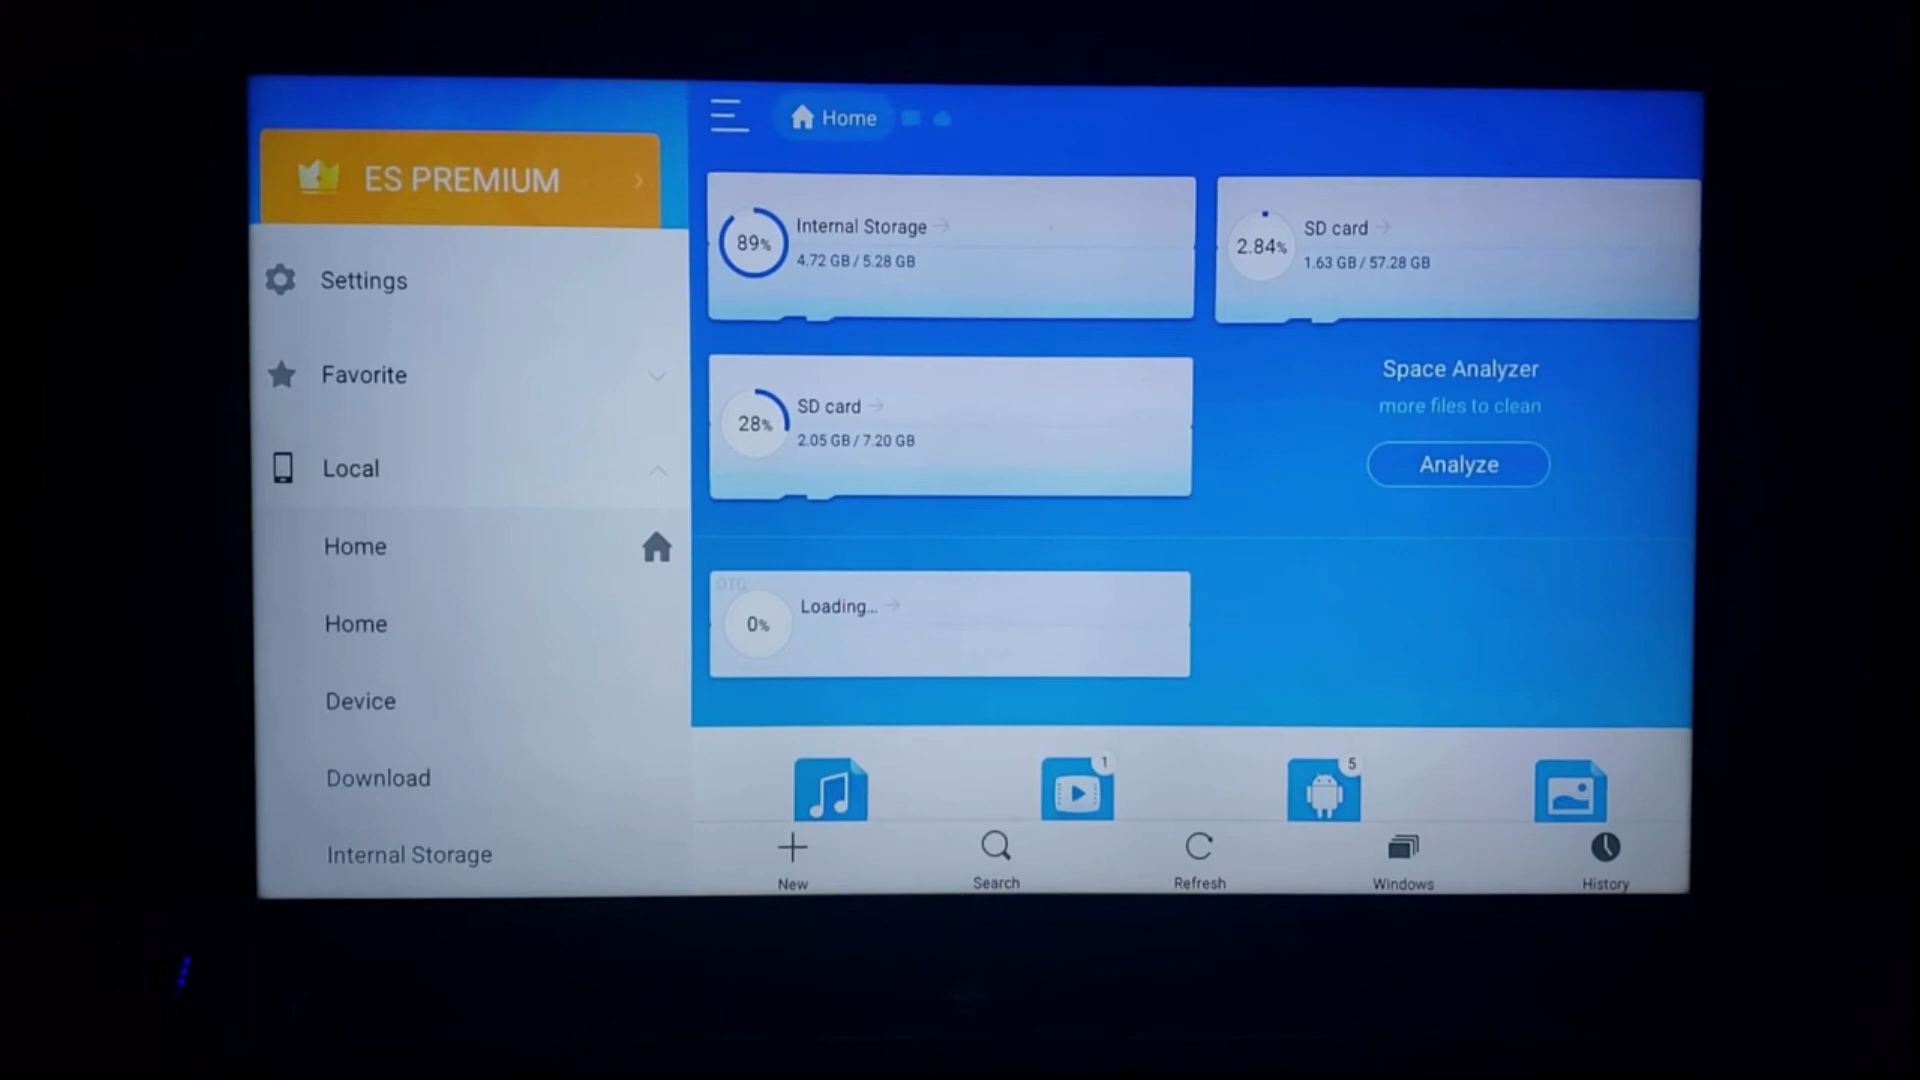 ES PREMIUM
Settings
Favorite
Local
Home
Home
Device
Download
Internal Storage
Home
89%
Internal Storage
4.72 GB / 5.28 GB
2.84%
SD card
1.63 GB / 57.28 GB
28%
SD card
2.05 GB / 7.20 GB
Space Analyzer
more files to clean
Analyze
OTG
0%
Loading...
1
5
New
Search
Refresh
Windows
History